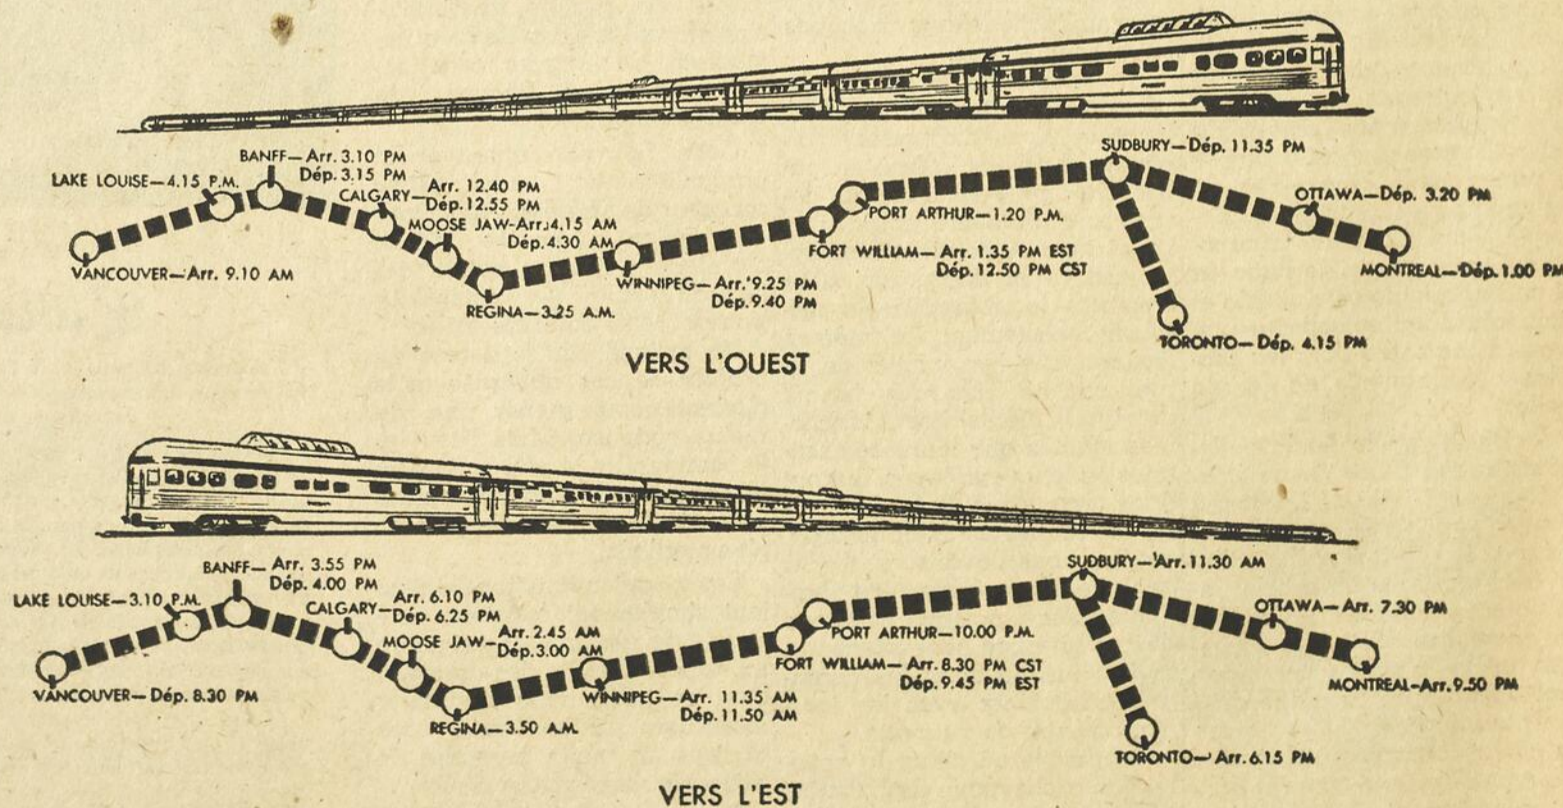 SUDBURY—Dép. 11.35 PM
BANFF—Arr. 3.10 PM
Dép. 3.15 PM
LAKE LOUISE—4.15 P.M.
CALGARY—Arr. 12.40 PM
Dép. 12.55 PM
OTTAWA—Dép. 3.20 PM
PORT ARTHUR—1.20 P.M.
MOOSE JAW-Arr. 4.15 AM
Dép. 4.30 AM
FORT WILLIAM—Arr. 1.35 PM EST
Dép. 12.50 PM CST
VANCOUVER—Arr. 9.10 AM
MONTREAL—Dép. 1.00 PM
WINNIPEG—Arr. 9.25 PM
Dép. 9.40 PM
REGINA—3.25 A.M.
TORONTO—Dép. 4.15 PM
VERS L'OUEST
BANFF—Arr. 3.55 PM
Dép. 4.00 PM
SUDBURY—Arr. 11.30 AM
LAKE LOUISE—3.10 P.M.
CALGARY—Arr. 6.10 PM
Dép. 6.25 PM
OTTAWA—Arr. 7.30 PM
MOOSE JAW—Arr. 2.45 AM
Dép. 3.00 AM
PORT ARTHUR—10.00 P.M.
FORT WILLIAM—Arr. 8.30 PM CST
Dép. 9.45 PM EST
VANCOUVER—Dép. 8.30 PM
WINNIPEG—Arr. 11.35 AM
Dép. 11.50 AM
MONTREAL-Arr. 9.50 PM
REGINA—3.50 A.M.
TORONTO—Arr. 6.15 PM
VERS L'EST